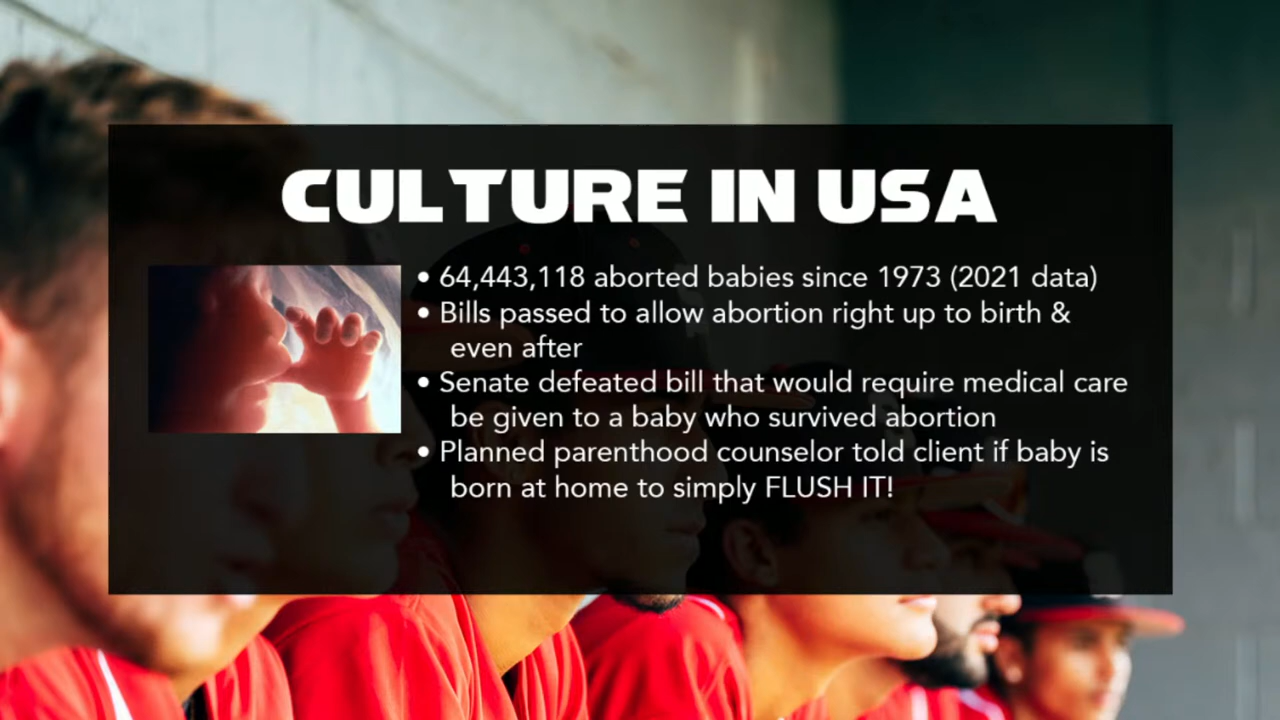 CULTURE IN USA
• 64,443,118 aborted babies since 1973 (2021 data)
• Bills passed to allow abortion right up to birth &
even after
• Senate defeated bill that would require medical care
be given to a baby who survived abortion
• Planned parenthood counselor told client if baby is
born at home to simply FLUSH IT!